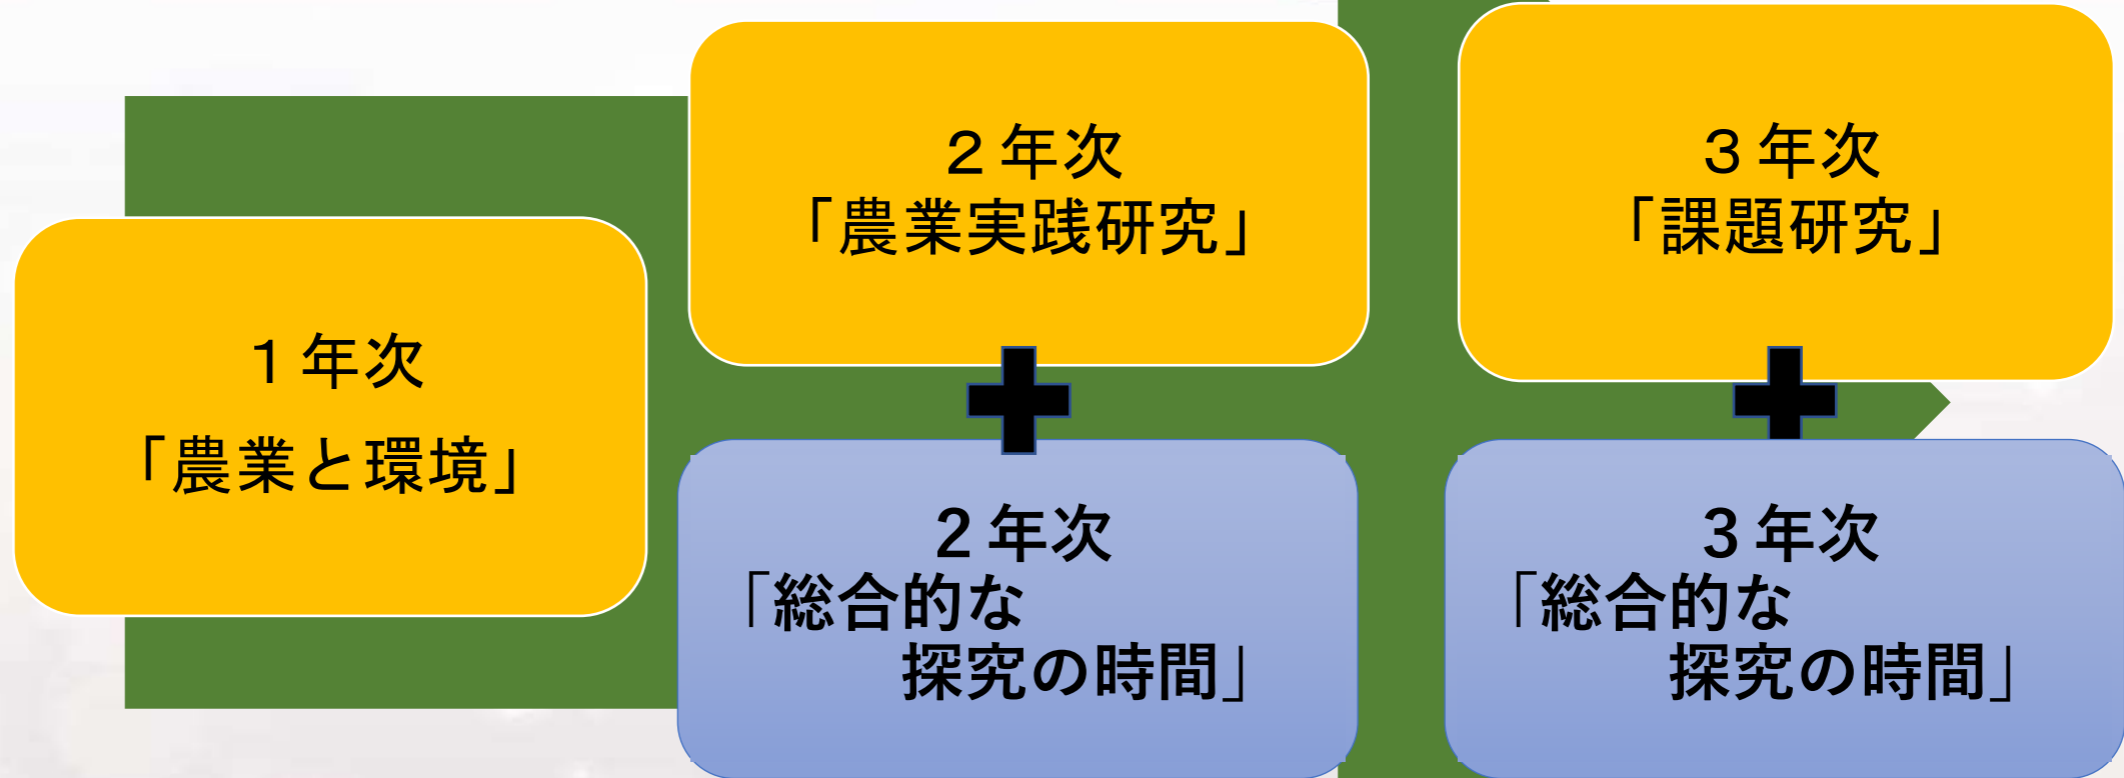 １年次
「農業と環境」
２年次
「農業実践研究」
２年次
「総合的な
探究の時間」
３年次
「課題研究」
３年次
「総合的な
探究の時間」